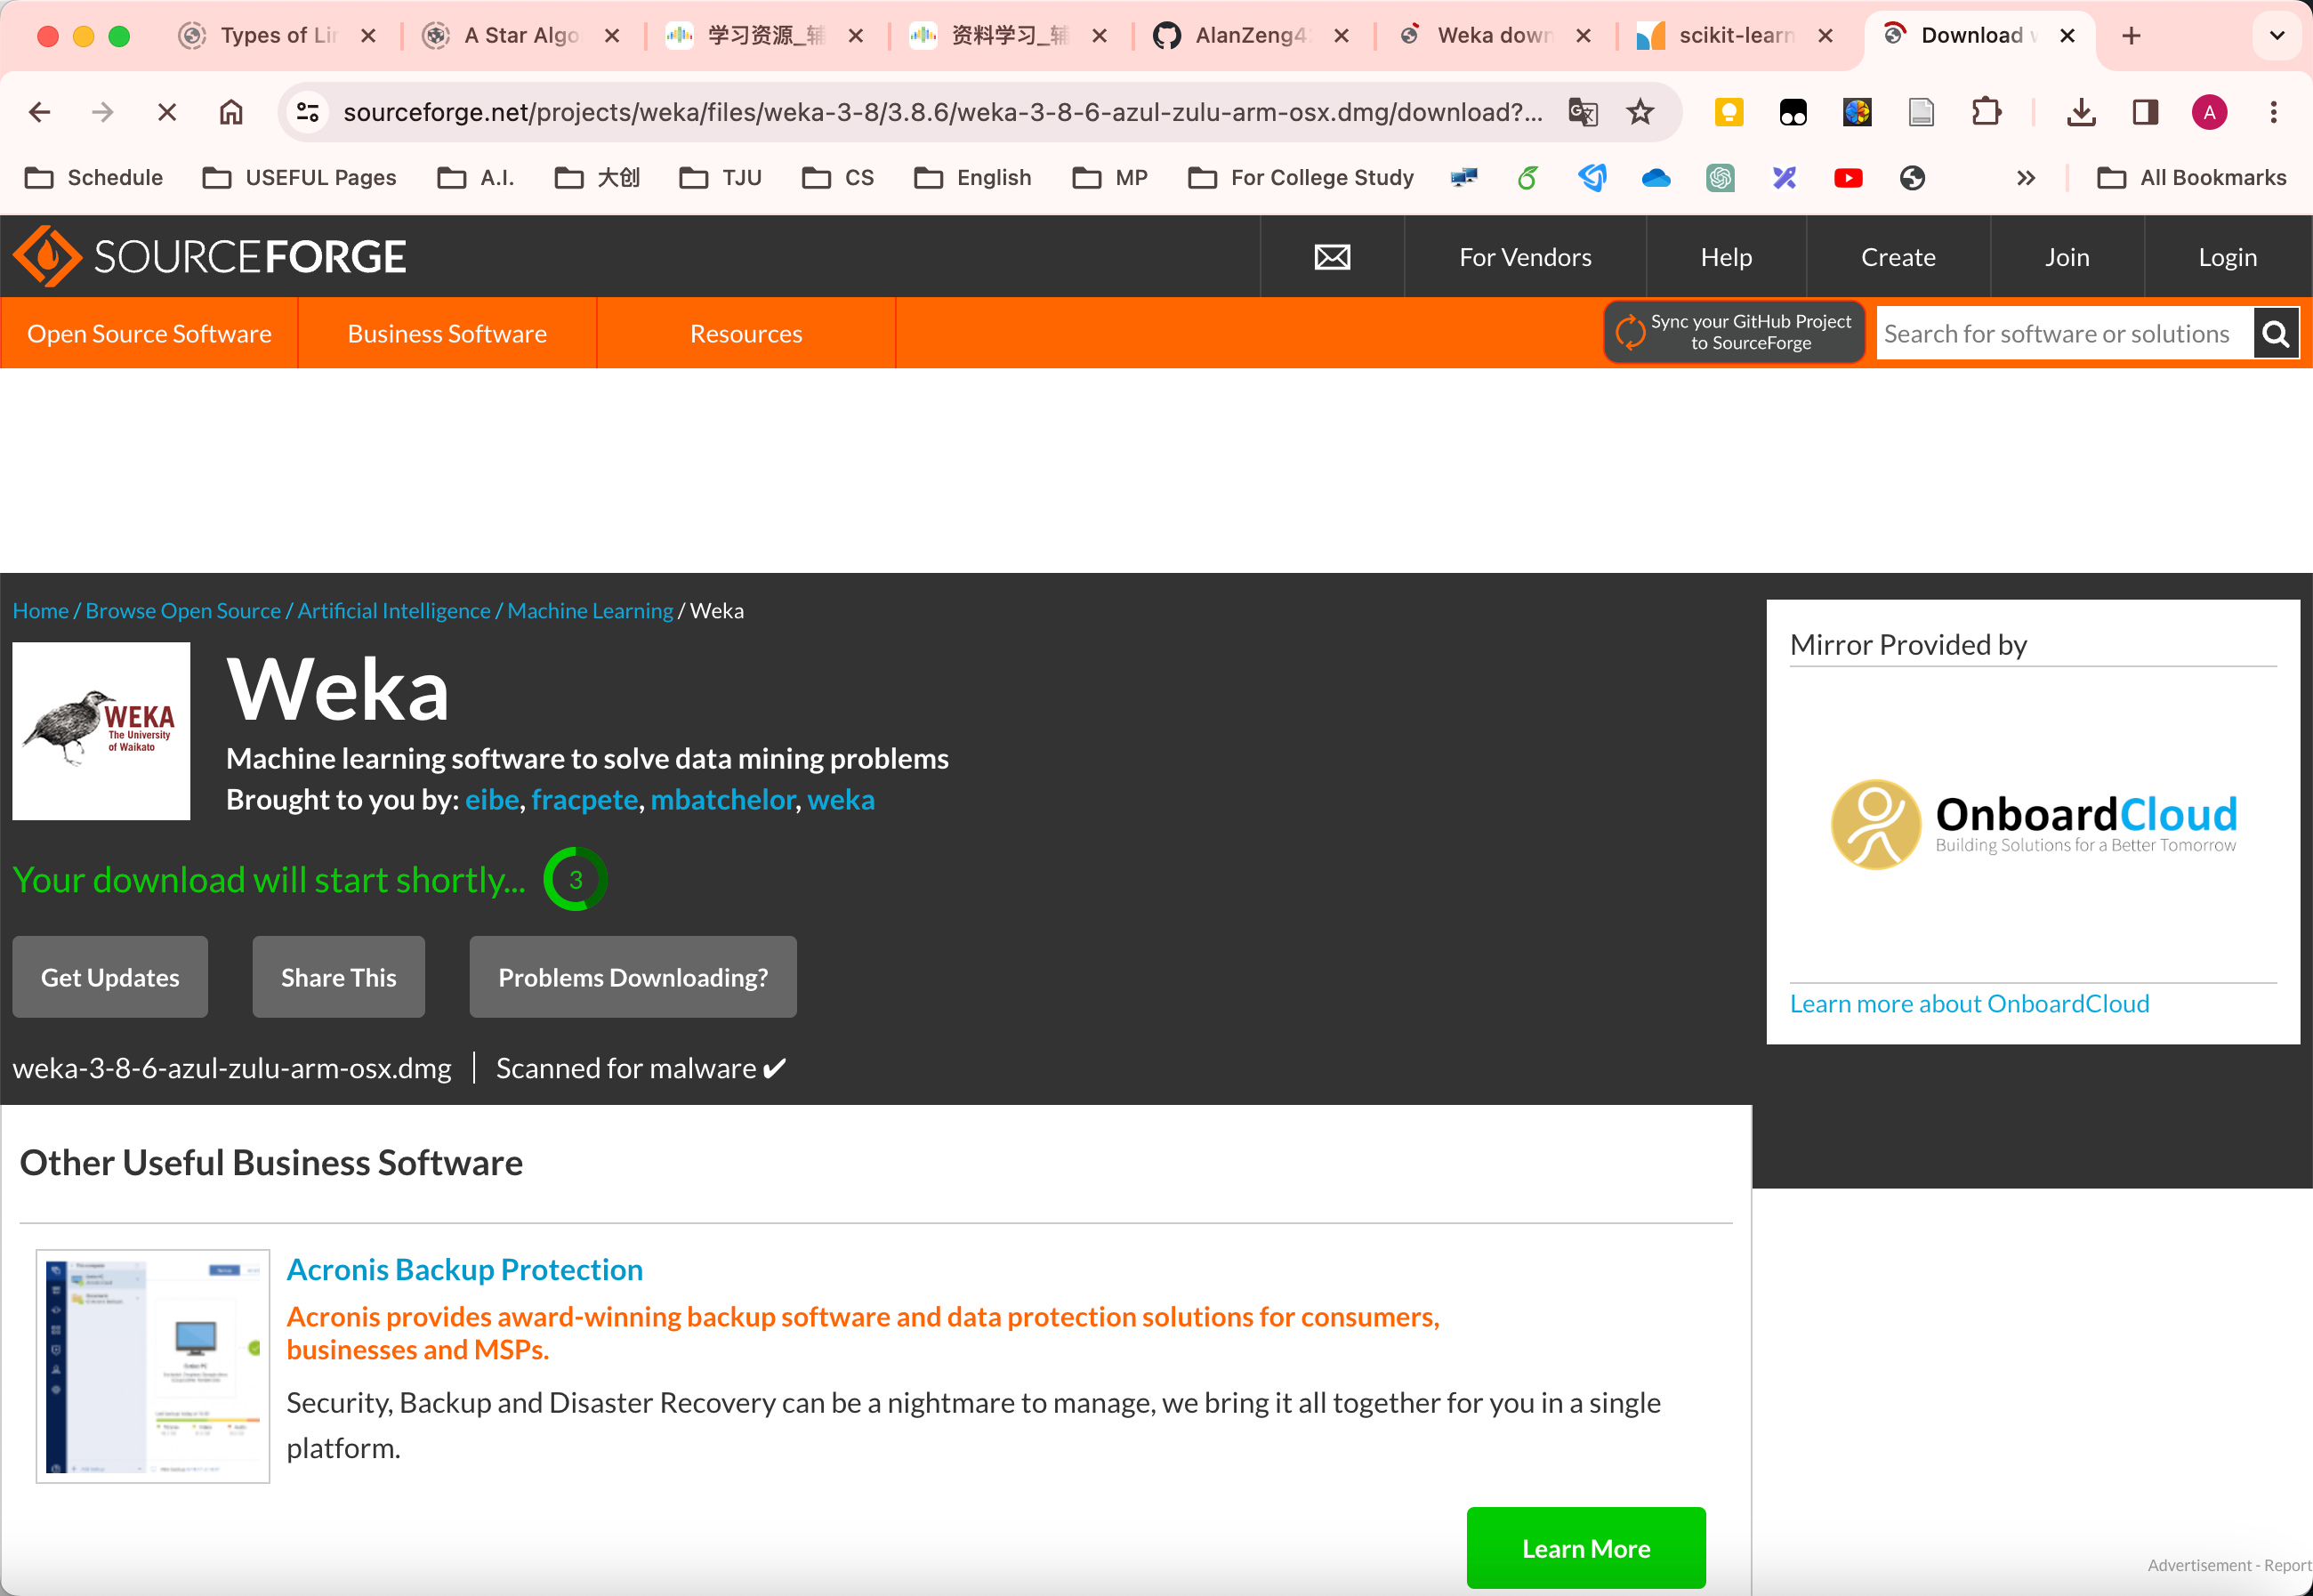 Types of Lin
A Star Algo
学习资源_辅
资料学习_辅
AlanZeng4
Weka down
scikit-learn
Download w
sourceforge.net/projects/weka/files/weka-3-8/3.8.6/weka-3-8-6-azul-zulu-arm-osx.dmg/download?...
A
Schedule
USEFUL Pages
A.I.
大创
TJU
CS
English
MP
For College Study
All Bookmarks
SOURCEFORGE
For Vendors
Help
Create
Join
Login
Open Source Software
Business Software
Resources
Sync your GitHub Project
to SourceForge
Search for software or solutions
Home / Browse Open Source / Artificial Intelligence / Machine Learning / Weka
WEKA
The University
of Waikato
Weka
Machine learning software to solve data mining problems
Brought to you by: eibe, fracpete, mbatchelor, weka
Your download will start shortly... 3
Get Updates
Share This
Problems Downloading?
weka-3-8-6-azul-zulu-arm-osx.dmg | Scanned for malware ✔
Mirror Provided by
OnboardCloud
Building Solutions for a Better Tomorrow
Learn more about OnboardCloud
Other Useful Business Software
Acronis Backup Protection
Acronis provides award-winning backup software and data protection solutions for consumers,
businesses and MSPs.
Security, Backup and Disaster Recovery can be a nightmare to manage, we bring it all together for you in a single
platform.
Learn More
Advertisement - Report